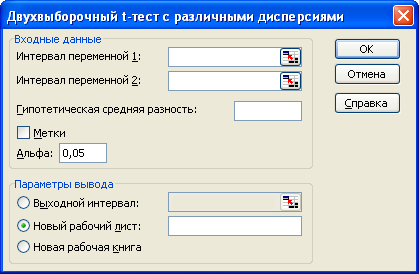 Двухвыборочный t-тест с различными дисперсиями
Входные данные
Интервал переменной 1:
Интервал переменной 2:
Гипотетическая средняя разность:
Метки
Альфа: 0,05
OK
Отмена
Справка
Параметры вывода
Выходной интервал:
Новый рабочий лист:
Новая рабочая книга